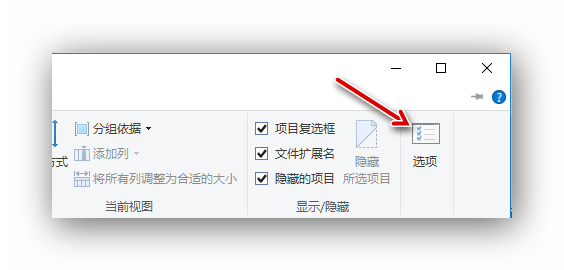 分组依据
添加列
将所有列调整为合适的大小
方式
当前视图
项目复选框
文件扩展名
隐藏的项目
隐藏
所选项目
显示/隐藏
选项
?